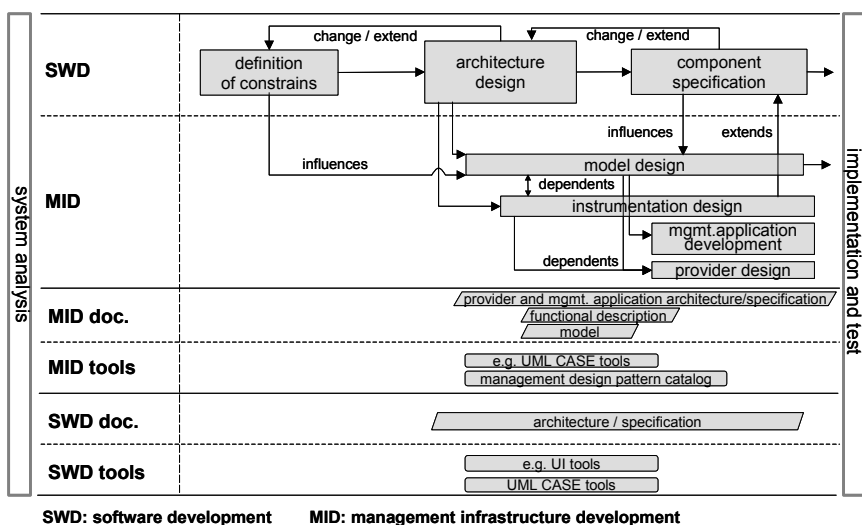 change / extend
change / extend
SWD
definition
of constrains
architecture
design
component
specification
influences
extends
influences
model design
dependents
MID
instrumentation design
mgmt.application
development
dependents
provider design
system analysis
implementation and test
MID doc.
provider and mgmt. application architecture/specification
functional description
model
MID tools
e.g. UML CASE tools
management design pattern catalog
SWD doc.
architecture / specification
SWD tools
e.g. UI tools
UML CASE tools
SWD: software development MID: management infrastructure development